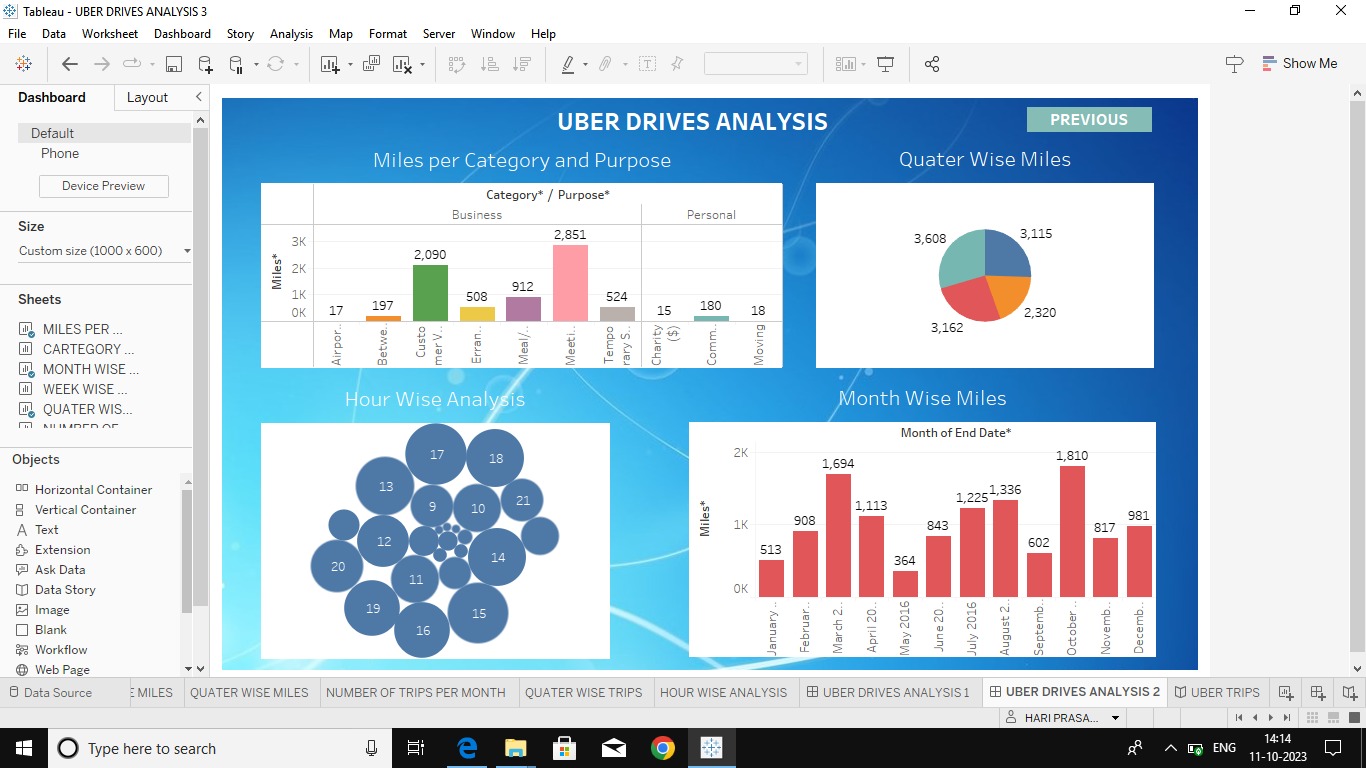 Tableau - UBER DRIVES ANALYSIS 3
File Data Worksheet Dashboard Story Analysis Map Format Server Window Help
Show Me
Dashboard Layout
Default
Phone
Device Preview
Size
Custom size (1000 x 600)
Sheets
MILES PER ...
CARTEGORY ...
MONTH WISE ...
WEEK WISE ...
QUATER WIS...
Objects
Horizontal Container
Vertical Container
Text
Extension
Ask Data
Data Story
Image
Blank
Workflow
Web Page
UBER DRIVES ANALYSIS
PREVIOUS
Miles per Category and Purpose
Category* / Purpose*
Business Personal
Miles*
3K
2K
1K
0K
17 197 2,090 508 912 2,851 524 15 180 18
Airpor..
Betwe..
Custo
mer V..
Erran..
Meal/..
Meeti..
Tempo
rary S..
Charity
($)
Comm..
Moving
Quater Wise Miles
3,608 3,115
3,162 2,320
Hour Wise Analysis
17 18
13 9 10 21
12 14
20 11
19 15
16
Month Wise Miles
Month of End Date*
Miles*
2K
1K
0K
513 908 1,694 1,113 364 843 1,225 1,336 602 1,810 817 981
January ..
Februar..
March 2..
April 20..
May 2016
June 20..
July 2016
August 2..
Septemb..
October ..
Novemb..
Decemb..
Data Source E MILES QUATER WISE MILES NUMBER OF TRIPS PER MONTH QUATER WISE TRIPS HOUR WISE ANALYSIS UBER DRIVES ANALYSIS 1 UBER DRIVES ANALYSIS 2 UBER TRIPS
HARI PRASA...
Type here to search
ENG
14:14
11-10-2023